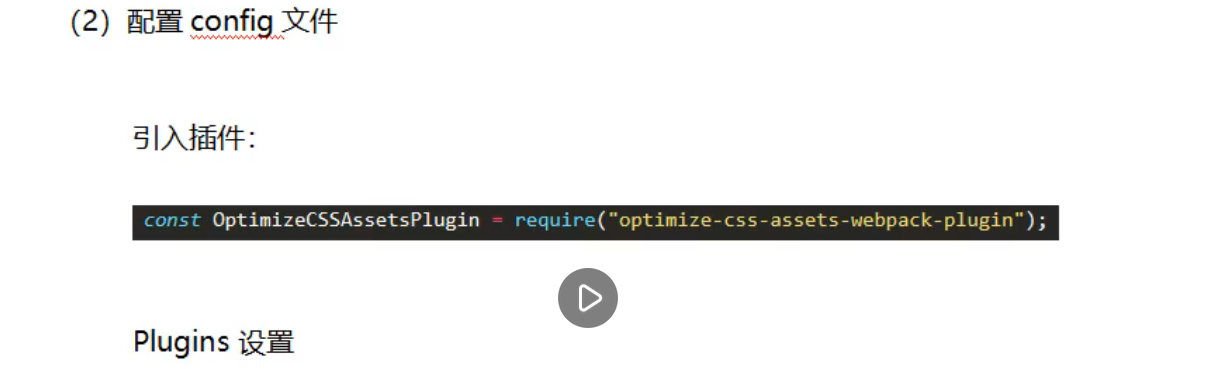 （2）配置 config 文件
引入插件：
const OptimizeCSSAssetsPlugin = require("optimize-css-assets-webpack-plugin");
Plugins 设置